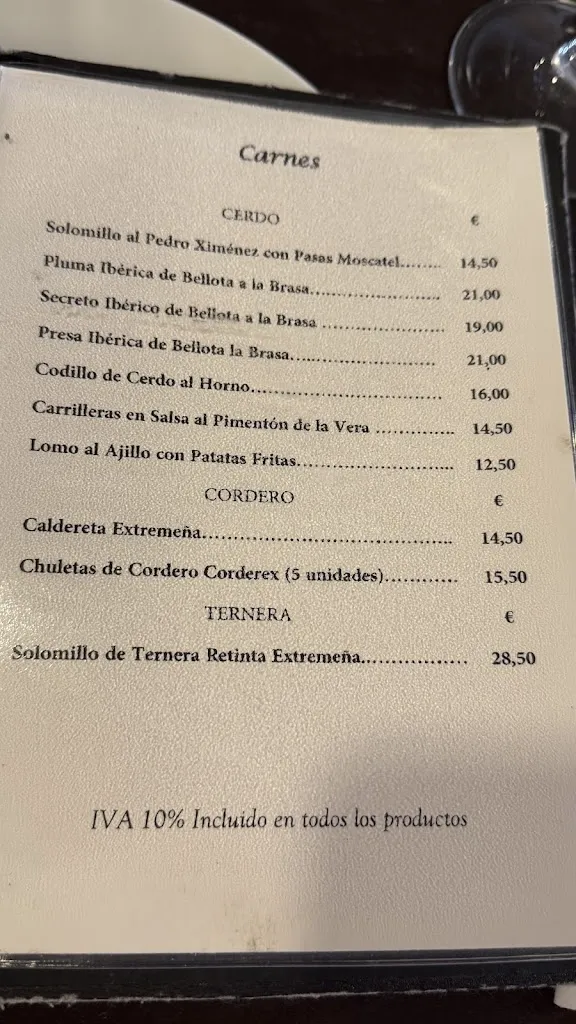 Carnes
CERDO €
Solomillo al Pedro Ximénez con Pasas Moscatel........ 14,50
Pluma Ibérica de Bellota a la Brasa......................... 21,00
Secreto Ibérico de Bellota a la Brasa ........................ 19,00
Presa Ibérica de Bellota la Brasa............................. 21,00
Codillo de Cerdo al Horno..................................... 16,00
Carrilleras en Salsa al Pimentón de la Vera ............... 14,50
Lomo al Ajillo con Patatas Fritas.............................. 12,50
CORDERO €
Caldereta Extremeña.................................................. 14,50
Chuletas de Cordero Corderex (5 unidades)............. 15,50
TERNERA €
Solomillo de Ternera Retinta Extremeña.................. 28,50
IVA 10% Incluido en todos los productos